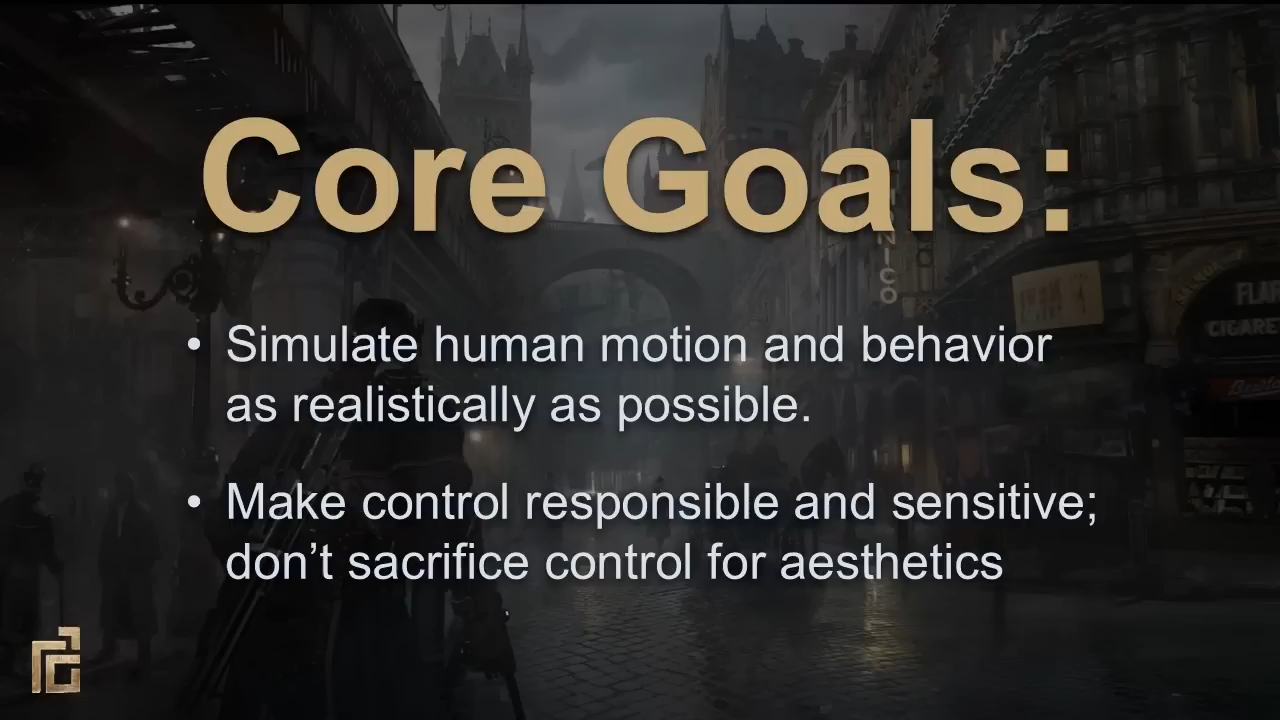 Core Goals:
• Simulate human motion and behavior
as realistically as possible.
• Make control responsible and sensitive;
don’t sacrifice control for aesthetics
NICO